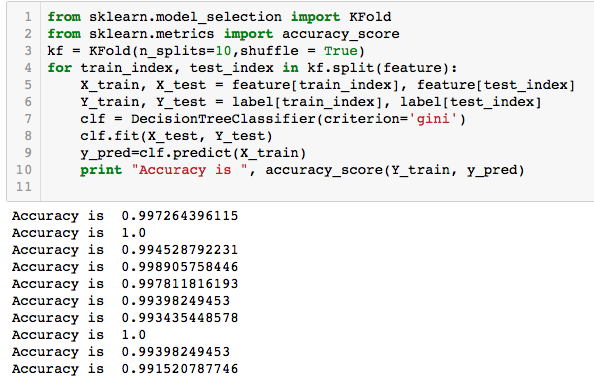 1 from sklearn.model_selection import KFold
2 from sklearn.metrics import accuracy_score
3 kf = KFold(n_splits=10,shuffle = True)
4 for train_index, test_index in kf.split(feature):
5     X_train, X_test = feature[train_index], feature[test_index]
6     Y_train, Y_test = label[train_index], label[test_index]
7     clf = DecisionTreeClassifier(criterion='gini')
8     clf.fit(X_test, Y_test)
9     y_pred=clf.predict(X_train)
10     print "Accuracy is ", accuracy_score(Y_train, y_pred)
11
Accuracy is  0.997264396115
Accuracy is  1.0
Accuracy is  0.994528792231
Accuracy is  0.998905758446
Accuracy is  0.997811816193
Accuracy is  0.99398249453
Accuracy is  0.993435448578
Accuracy is  1.0
Accuracy is  0.99398249453
Accuracy is  0.991520787746